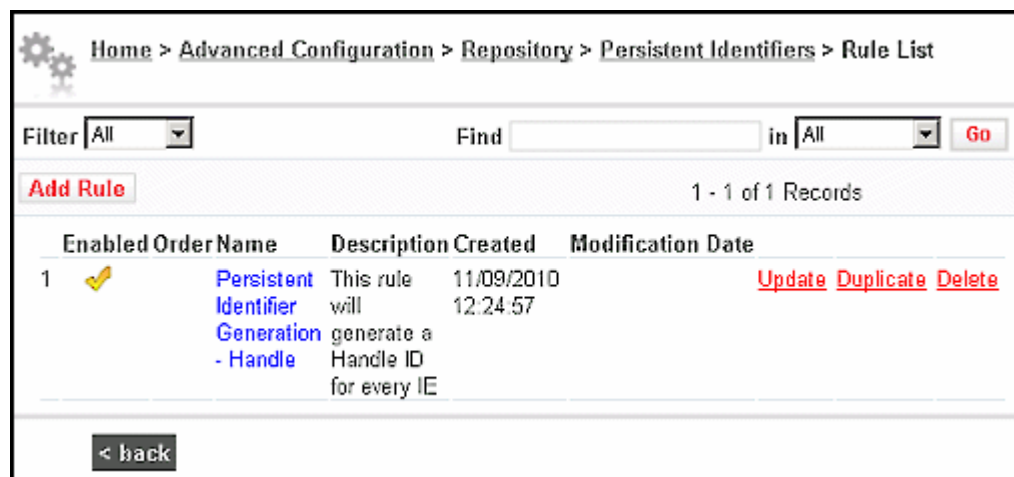 Home > Advanced Configuration > Repository > Persistent Identifiers > Rule List
Filter All Find in All Go
Add Rule 1 - 1 of 1 Records
Enabled Order Name Description Created Modification Date
1 Persistent This rule 11/09/2010 Update Duplicate Delete
Identifier will 12:24:57
Generation generate a
- Handle Handle ID
for every IE
< back